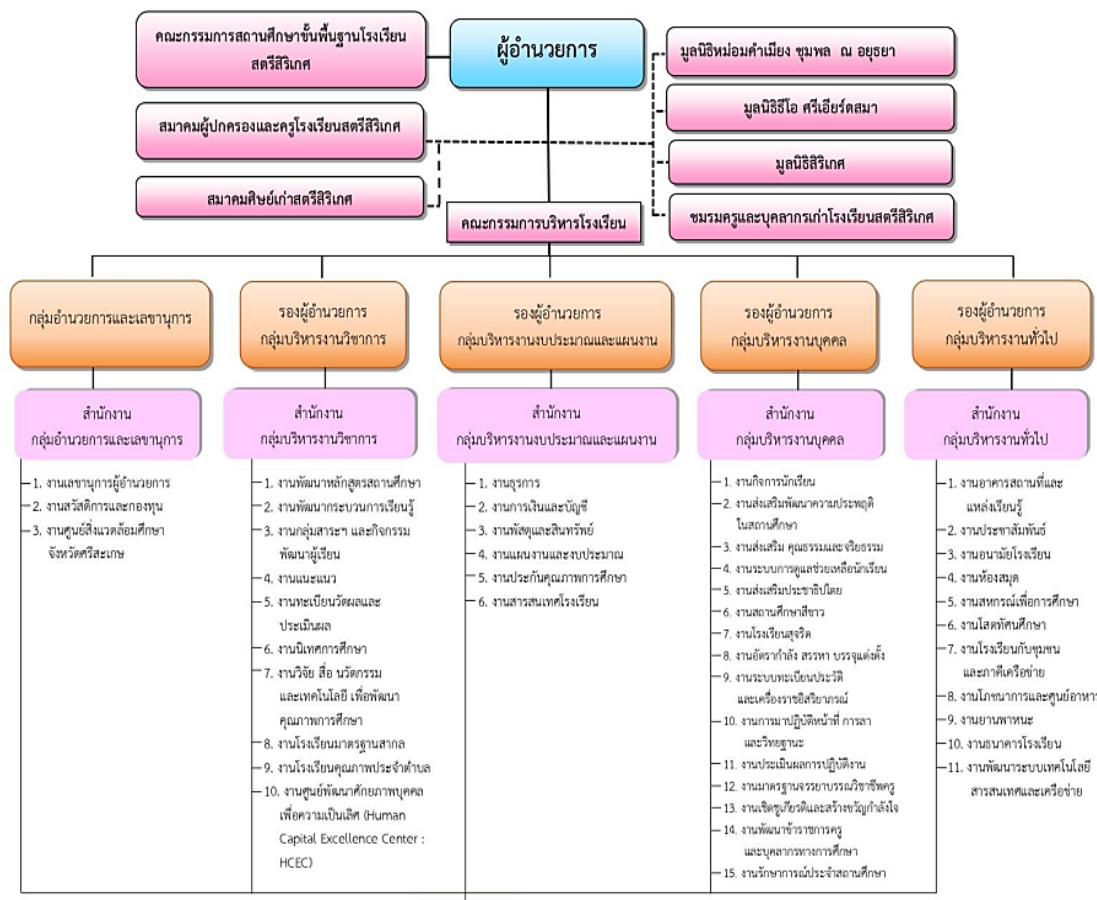 คณะกรรมการสถานศึกษาขั้นพื้นฐานโรงเรียน
สตรีสิริเกศ
ผู้อำนวยการ
มูลนิธิหม่อมคำเมียง ชุมพล ณ อยุธยา
สมาคมผู้ปกครองและครูโรงเรียนสตรีสิริเกศ
มูลนิธิธีโอ ศรีเอียร์ดสมา
มูลนิธิสิริเกศ
สมาคมศิษย์เก่าสตรีสิริเกศ
ชมรมครูและบุคลากรเก่าโรงเรียนสตรีสิริเกศ
คณะกรรมการบริหารโรงเรียน
กลุ่มอำนวยการและเลขานุการ
รองผู้อำนวยการ
กลุ่มบริหารงานวิชาการ
รองผู้อำนวยการ
กลุ่มบริหารงานงบประมาณและแผนงาน
รองผู้อำนวยการ
กลุ่มบริหารงานบุคคล
รองผู้อำนวยการ
กลุ่มบริหารงานทั่วไป
สำนักงาน
กลุ่มอำนวยการและเลขานุการ
1. งานเลขานุการผู้อำนวยการ
2. งานสวัสดิการและกองทุน
3. งานศูนย์สิ่งแวดล้อมศึกษา
จังหวัดศรีสะเกษ
สำนักงาน
กลุ่มบริหารงานวิชาการ
1. งานพัฒนาหลักสูตรสถานศึกษา
2. งานพัฒนากระบวนการเรียนรู้
3. งานกลุ่มสาระฯ และกิจกรรม
พัฒนาผู้เรียน
4. งานแนะแนว
5. งานทะเบียนวัดผลและ
ประเมินผล
6. งานนิเทศการศึกษา
7. งานวิจัย สื่อ นวัตกรรม
และเทคโนโลยี เพื่อพัฒนา
คุณภาพการศึกษา
8. งานโรงเรียนมาตรฐานสากล
9. งานโรงเรียนคุณภาพประจำตำบล
10. งานศูนย์พัฒนาศักยภาพบุคคล
เพื่อความเป็นเลิศ (Human
Capital Excellence Center :
HCEC)
สำนักงาน
กลุ่มบริหารงานงบประมาณและแผนงาน
1. งานธุรการ
2. งานการเงินและบัญชี
3. งานพัสดุและสินทรัพย์
4. งานแผนงานและงบประมาณ
5. งานประกันคุณภาพการศึกษา
6. งานสารสนเทศโรงเรียน
สำนักงาน
กลุ่มบริหารงานบุคคล
1. งานกิจการนักเรียน
2. งานส่งเสริมพัฒนาความประพฤติ
ในสถานศึกษา
3. งานส่งเสริม คุณธรรมและจริยธรรม
4. งานระบบการดูแลช่วยเหลือนักเรียน
5. งานส่งเสริมประชาธิปไตย
6. งานสถานศึกษาสีขาว
7. งานโรงเรียนสุจริต
8. งานอัตรากำลัง สรรหา บรรจุแต่งตั้ง
9. งานระบบทะเบียนประวัติ
และเครื่องราชอิสริยาภรณ์
10. งานการมาปฏิบัติหน้าที่ การลา
และวิทยฐานะ
11. งานประเมินผลการปฏิบัติงาน
12. งานมาตรฐานจรรยาบรรณวิชาชีพครู
13. งานเชิดชูเกียรติและสร้างขวัญกำลังใจ
14. งานพัฒนาข้าราชการครู
และบุคลากรทางการศึกษา
15. งานรักษาการณ์ประจำสถานศึกษา
สำนักงาน
กลุ่มบริหารงานทั่วไป
1. งานอาคารสถานที่และ
แหล่งเรียนรู้
2. งานประชาสัมพันธ์
3. งานอนามัยโรงเรียน
4. งานห้องสมุด
5. งานสหกรณ์เพื่อการศึกษา
6. งานโสตทัศนศึกษา
7. งานโรงเรียนกับชุมชน
และภาคีเครือข่าย
8. งานโภชนาการและศูนย์อาหาร
9. งานยานพาหนะ
10. งานธนาคารโรงเรียน
11. งานพัฒนาระบบเทคโนโลยี
สารสนเทศและเครือข่าย